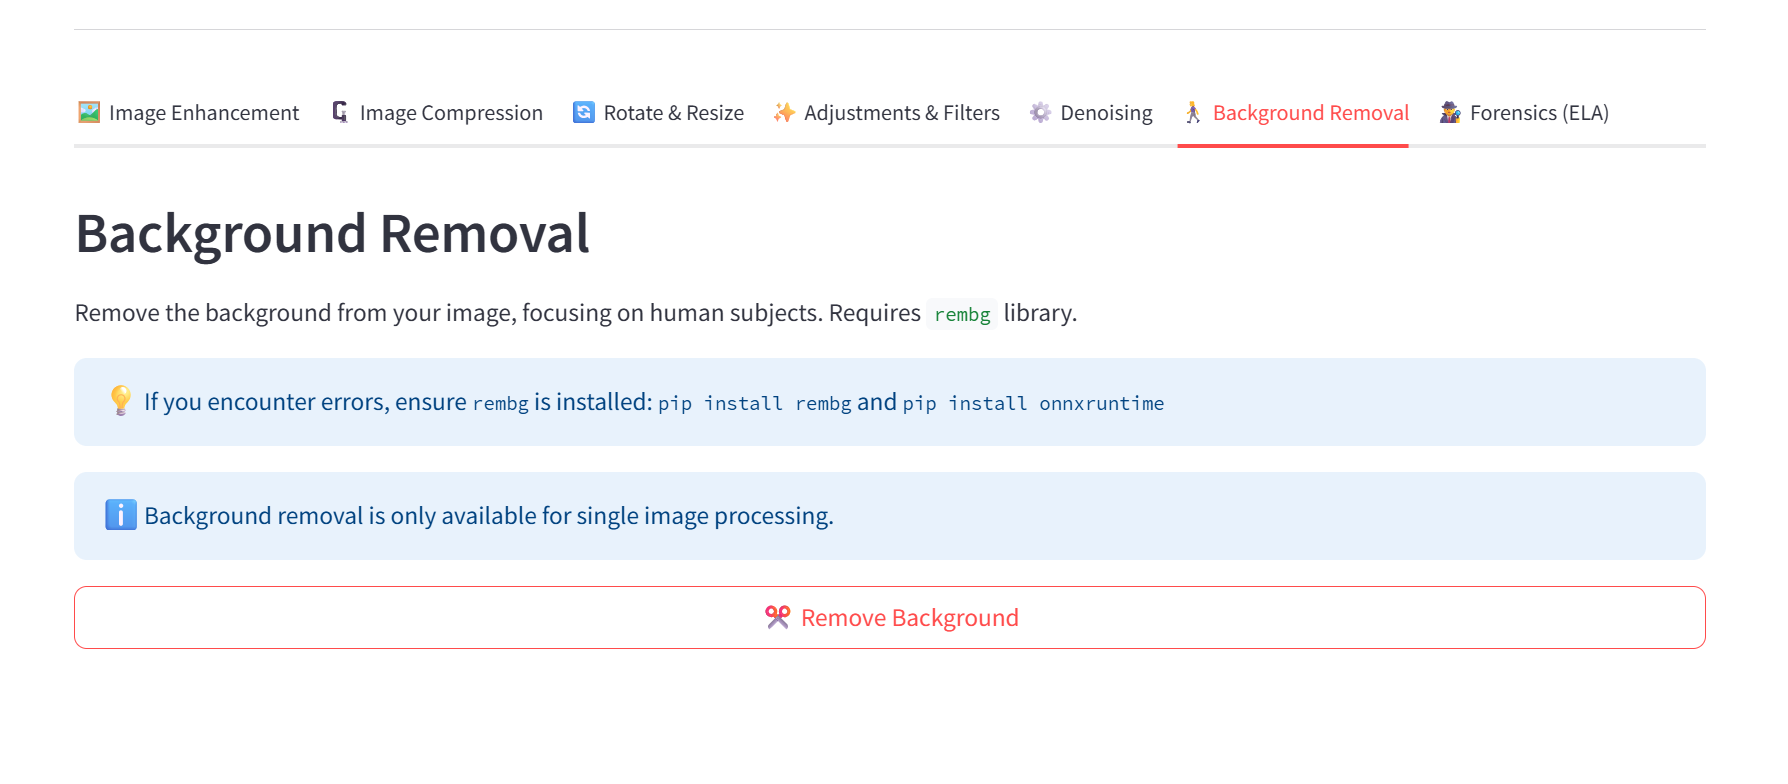 Image Enhancement Image Compression Rotate & Resize Adjustments & Filters Denoising Background Removal Forensics (ELA)
Background Removal
Remove the background from your image, focusing on human subjects. Requires rembg library.
If you encounter errors, ensure rembg is installed: pip install rembg and pip install onnxruntime
Background removal is only available for single image processing.
Remove Background